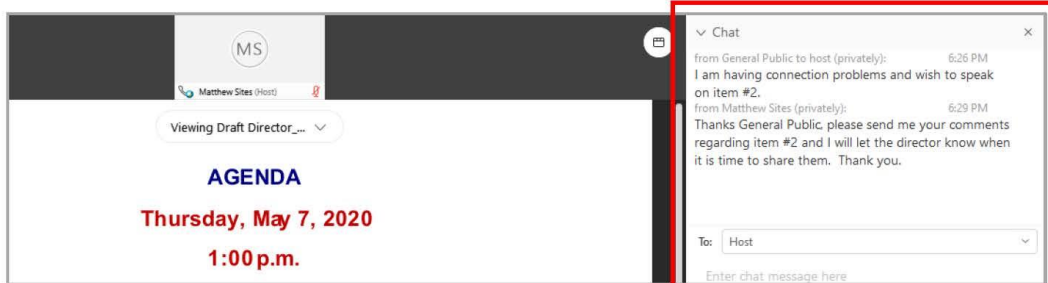 MS
Matthew Sites (Host)
Viewing Draft Director_...
AGENDA
Thursday, May 7, 2020
1:00 p.m.
Chat
from General Public to host (privately): 6:26 PM
I am having connection problems and wish to speak
on item #2.
from Matthew Sites (privately): 6:29 PM
Thanks General Public, please send me your comments
regarding item #2 and I will let the director know when
it is time to share them. Thank you.
To: Host
Enter chat message here